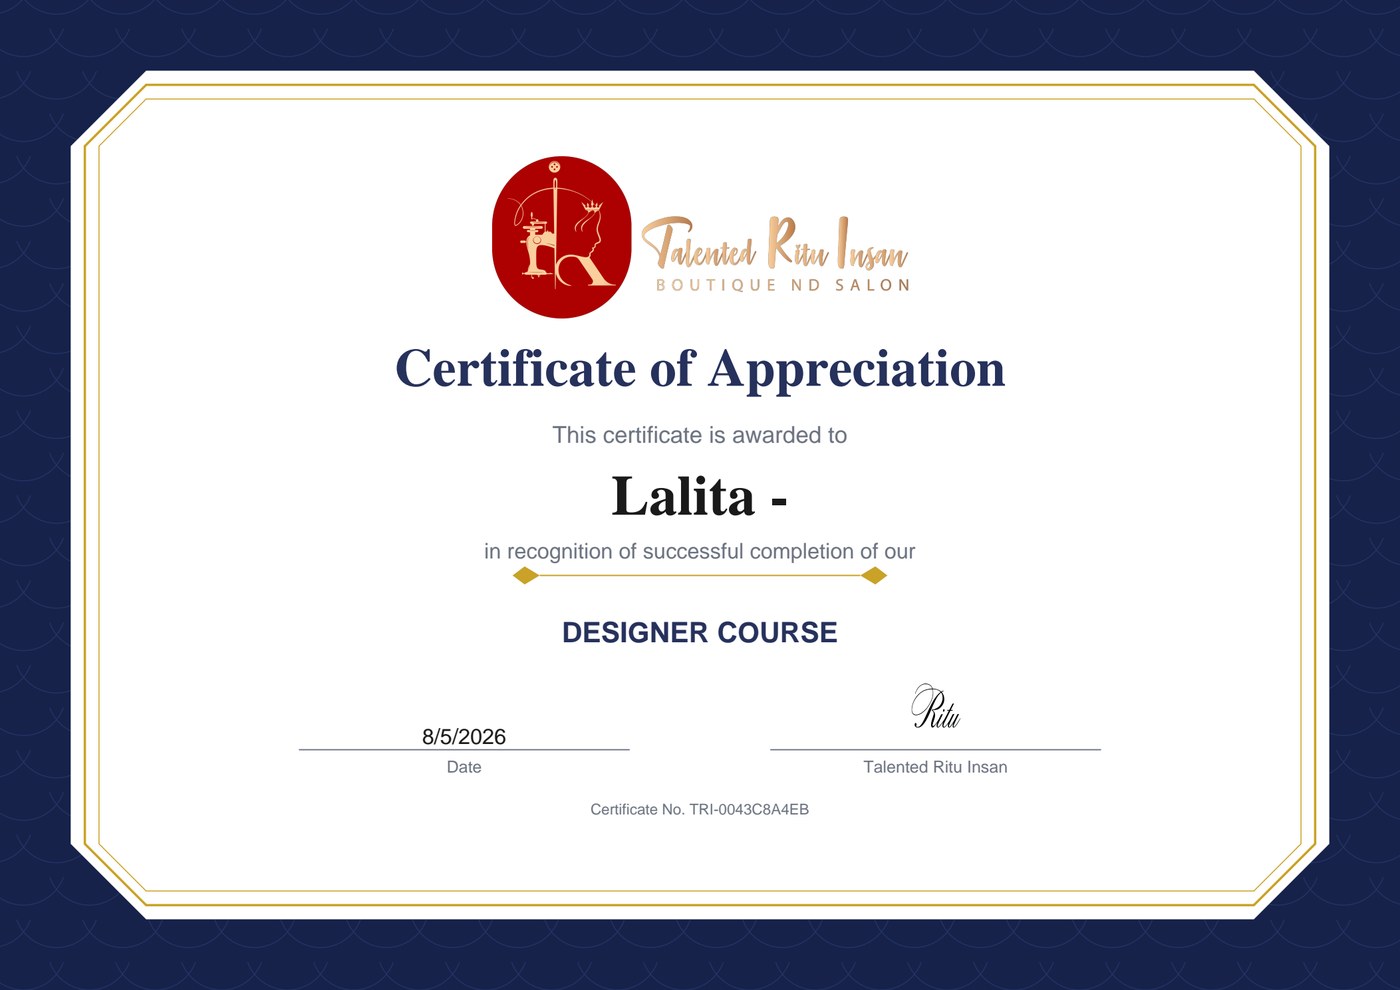 Talented Ritu Insan
BOUTIQUE ND SALON
Certificate of Appreciation
This certificate is awarded to
Lalita -
in recognition of successful completion of our
DESIGNER COURSE
Ritu
8/5/2026
Date
Talented Ritu Insan
Certificate No. TRI-0043C8A4EB